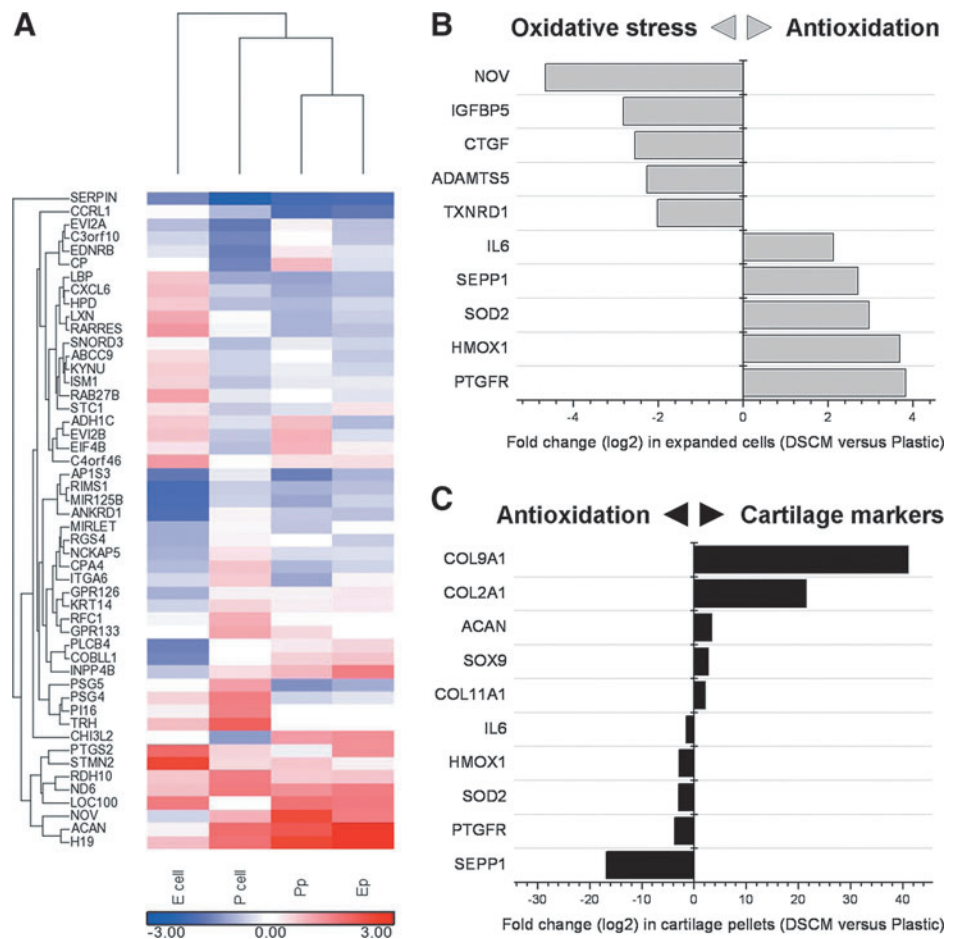 A
SERPIN
CCRL1
EVI2A
C3orf10
EDNRB
CP
LBP
CXCL6
HPD
LXN
RARRES
SNORD3
ABCC9
KYNU
ISM1
RAB27B
STC1
ADH1C
EVI2B
EIF4B
C4orf46
AP1S3
RIMS1
MIR125B
ANKRD1
MIRLET
RGS4
NCKAP5
CPA4
ITGA6
GPR126
KRT14
RFC1
GPR133
PLCB4
COBLL1
INPP4B
PSG5
PSG4
PI16
TRH
CHI3L2
PTGS2
STMN2
RDH10
ND6
LOC100
NOV
ACAN
H19
E cell
P cell
Pp
Ep
-3.00 0.00 3.00
B
Oxidative stress Antioxidation
NOV
IGFBP5
CTGF
ADAMTS5
TXNRD1
IL6
SEPP1
SOD2
HMOX1
PTGFR
-4 -2 0 2 4
Fold change (log2) in expanded cells (DSCM versus Plastic)
C
Antioxidation Cartilage markers
COL9A1
COL2A1
ACAN
SOX9
COL11A1
IL6
HMOX1
SOD2
PTGFR
SEPP1
-30 -20 -10 0 10 20 30 40
Fold change (log2) in cartilage pellets (DSCM versus Plastic)